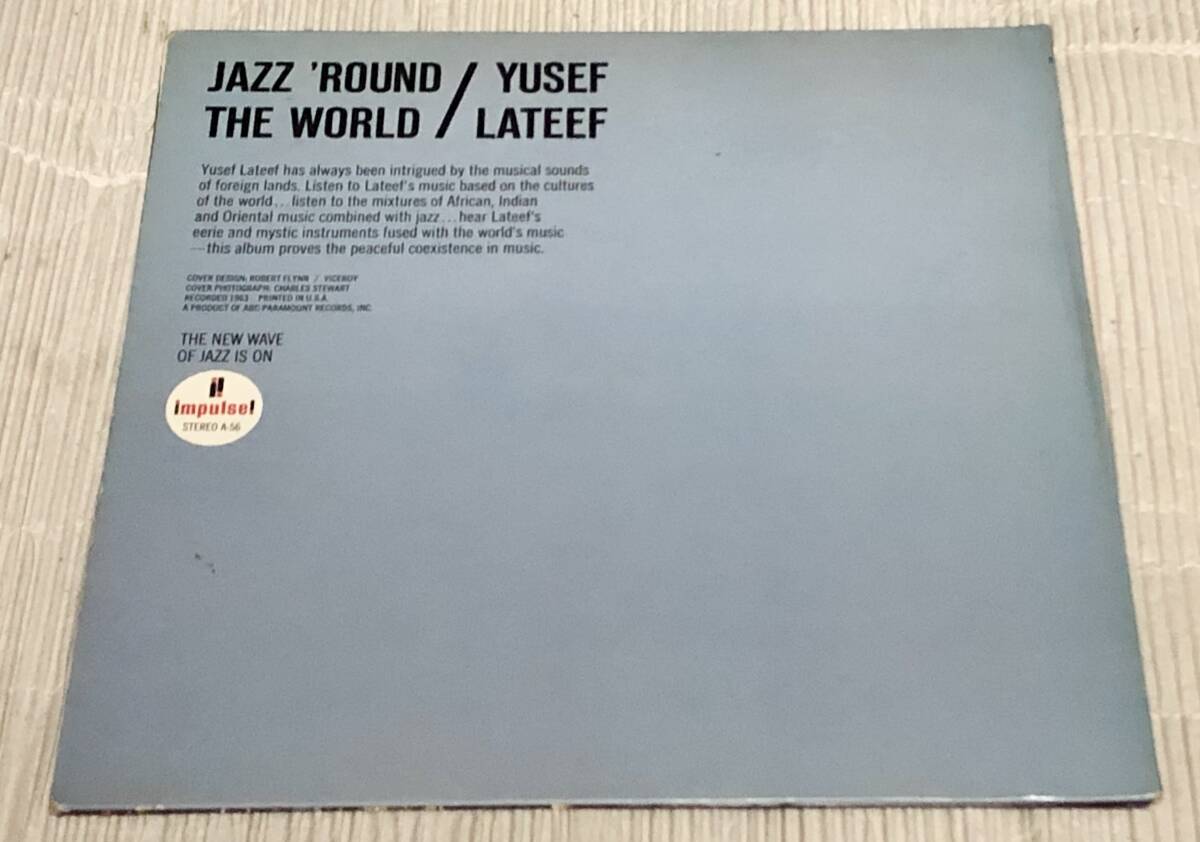 JAZZ 'ROUND / YUSEF
THE WORLD / LATEEF
Yusef Lateef has always been intrigued by the musical sounds
of foreign lands. Listen to Lateef's music based on the cultures
of the world...listen to the mixtures of African, Indian
and Oriental music combined with jazz...hear Lateef's
eerie and mystic instruments fused with the world's music
—this album proves the peaceful coexistence in music.
COVER DESIGN: ROBERT FLYNN / VICEROY
COVER PHOTOGRAPH: CHARLES STEWART
RECORDED 1963 PRINTED IN U.S.A.
A PRODUCT OF ABC-PARAMOUNT RECORDS, INC.
THE NEW WAVE
OF JAZZ IS ON
impulse!
STEREO A-56